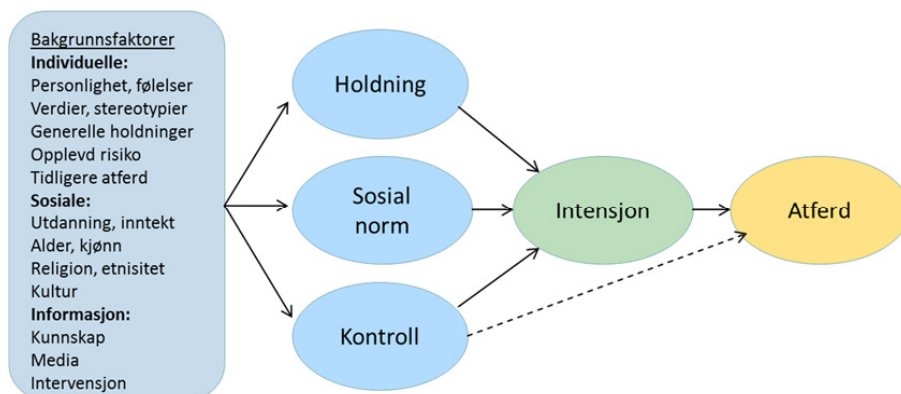 Bakgrunnsfaktorer
Individuelle:
Personlighet, følelser
Verdier, stereotypier
Generelle holdninger
Opplevd risiko
Tidligere atferd
Sosiale:
Utdanning, inntekt
Alder, kjønn
Religion, etnisitet
Kultur
Informasjon:
Kunnskap
Media
Intervensjon
Holdning
Sosial
norm
Kontroll
Intensjon
Atferd